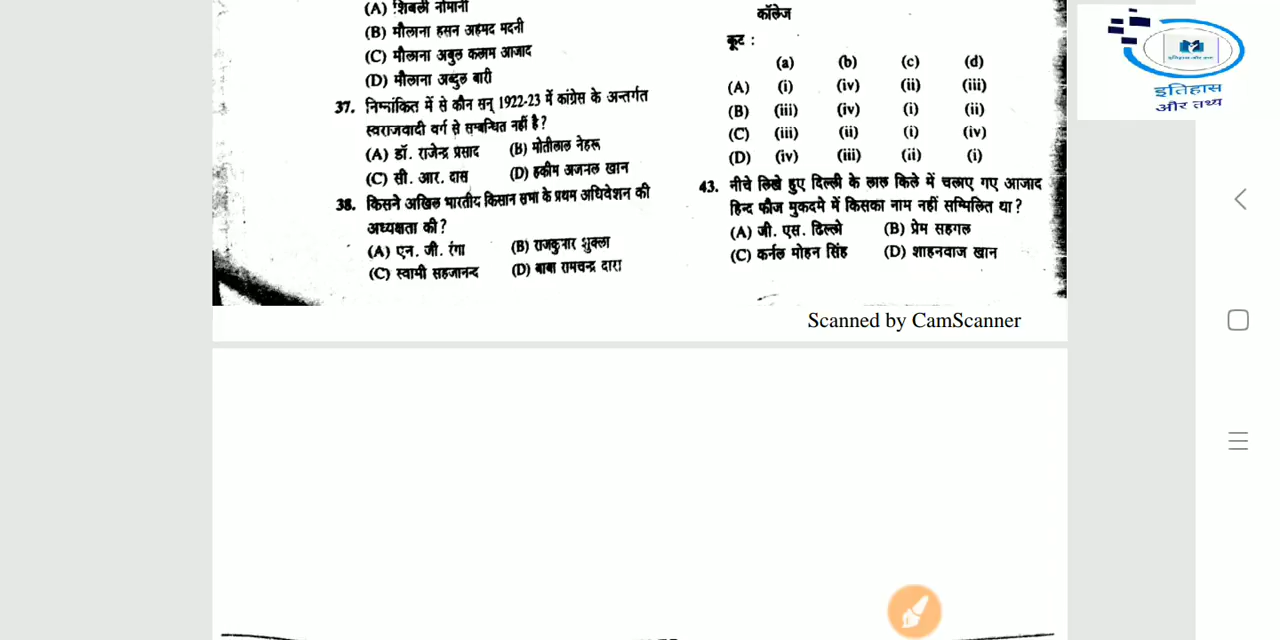 (A) शिबली नोमानी
(B) मौलाना हसन अहमद मदनी
(C) मौलाना अबुल कलाम आजाद
(D) मौलाना अब्दुल बारी
37. निम्नांकित में से कौन सन् 1922-23 में कांग्रेस के अन्तर्गत
स्वराजवादी वर्ग से सम्बन्धित नहीं है?
(A) डॉ. राजेन्द्र प्रसाद (B) मोतीलाल नेहरू
(C) सी. आर. दास (D) हकीम अजमल खान
38. किसने अखिल भारतीय किसान सभा के प्रथम अधिवेशन की
अध्यक्षता की?
(A) एन. जी. रंगा (B) राजकुमार शुक्ला
(C) स्वामी सहजानन्द (D) बाबा रामचन्द्र दारा
कॉलेज
कूट :
(a) (b) (c) (d)
(A) (i) (iv) (ii) (iii)
(B) (iii) (iv) (i) (ii)
(C) (iii) (ii) (i) (iv)
(D) (iv) (iii) (ii) (i)
43. नीचे लिखे हुए दिल्ली के लाल किले में चलाए गए आजाद
हिन्द फौज मुकदमे में किसका नाम नहीं सम्मिलित था?
(A) जी. एस. ढिल्लो (B) प्रेम सहगल
(C) कर्नल मोहन सिंह (D) शाहनवाज खान
Scanned by CamScanner
इतिहास
और तथ्य